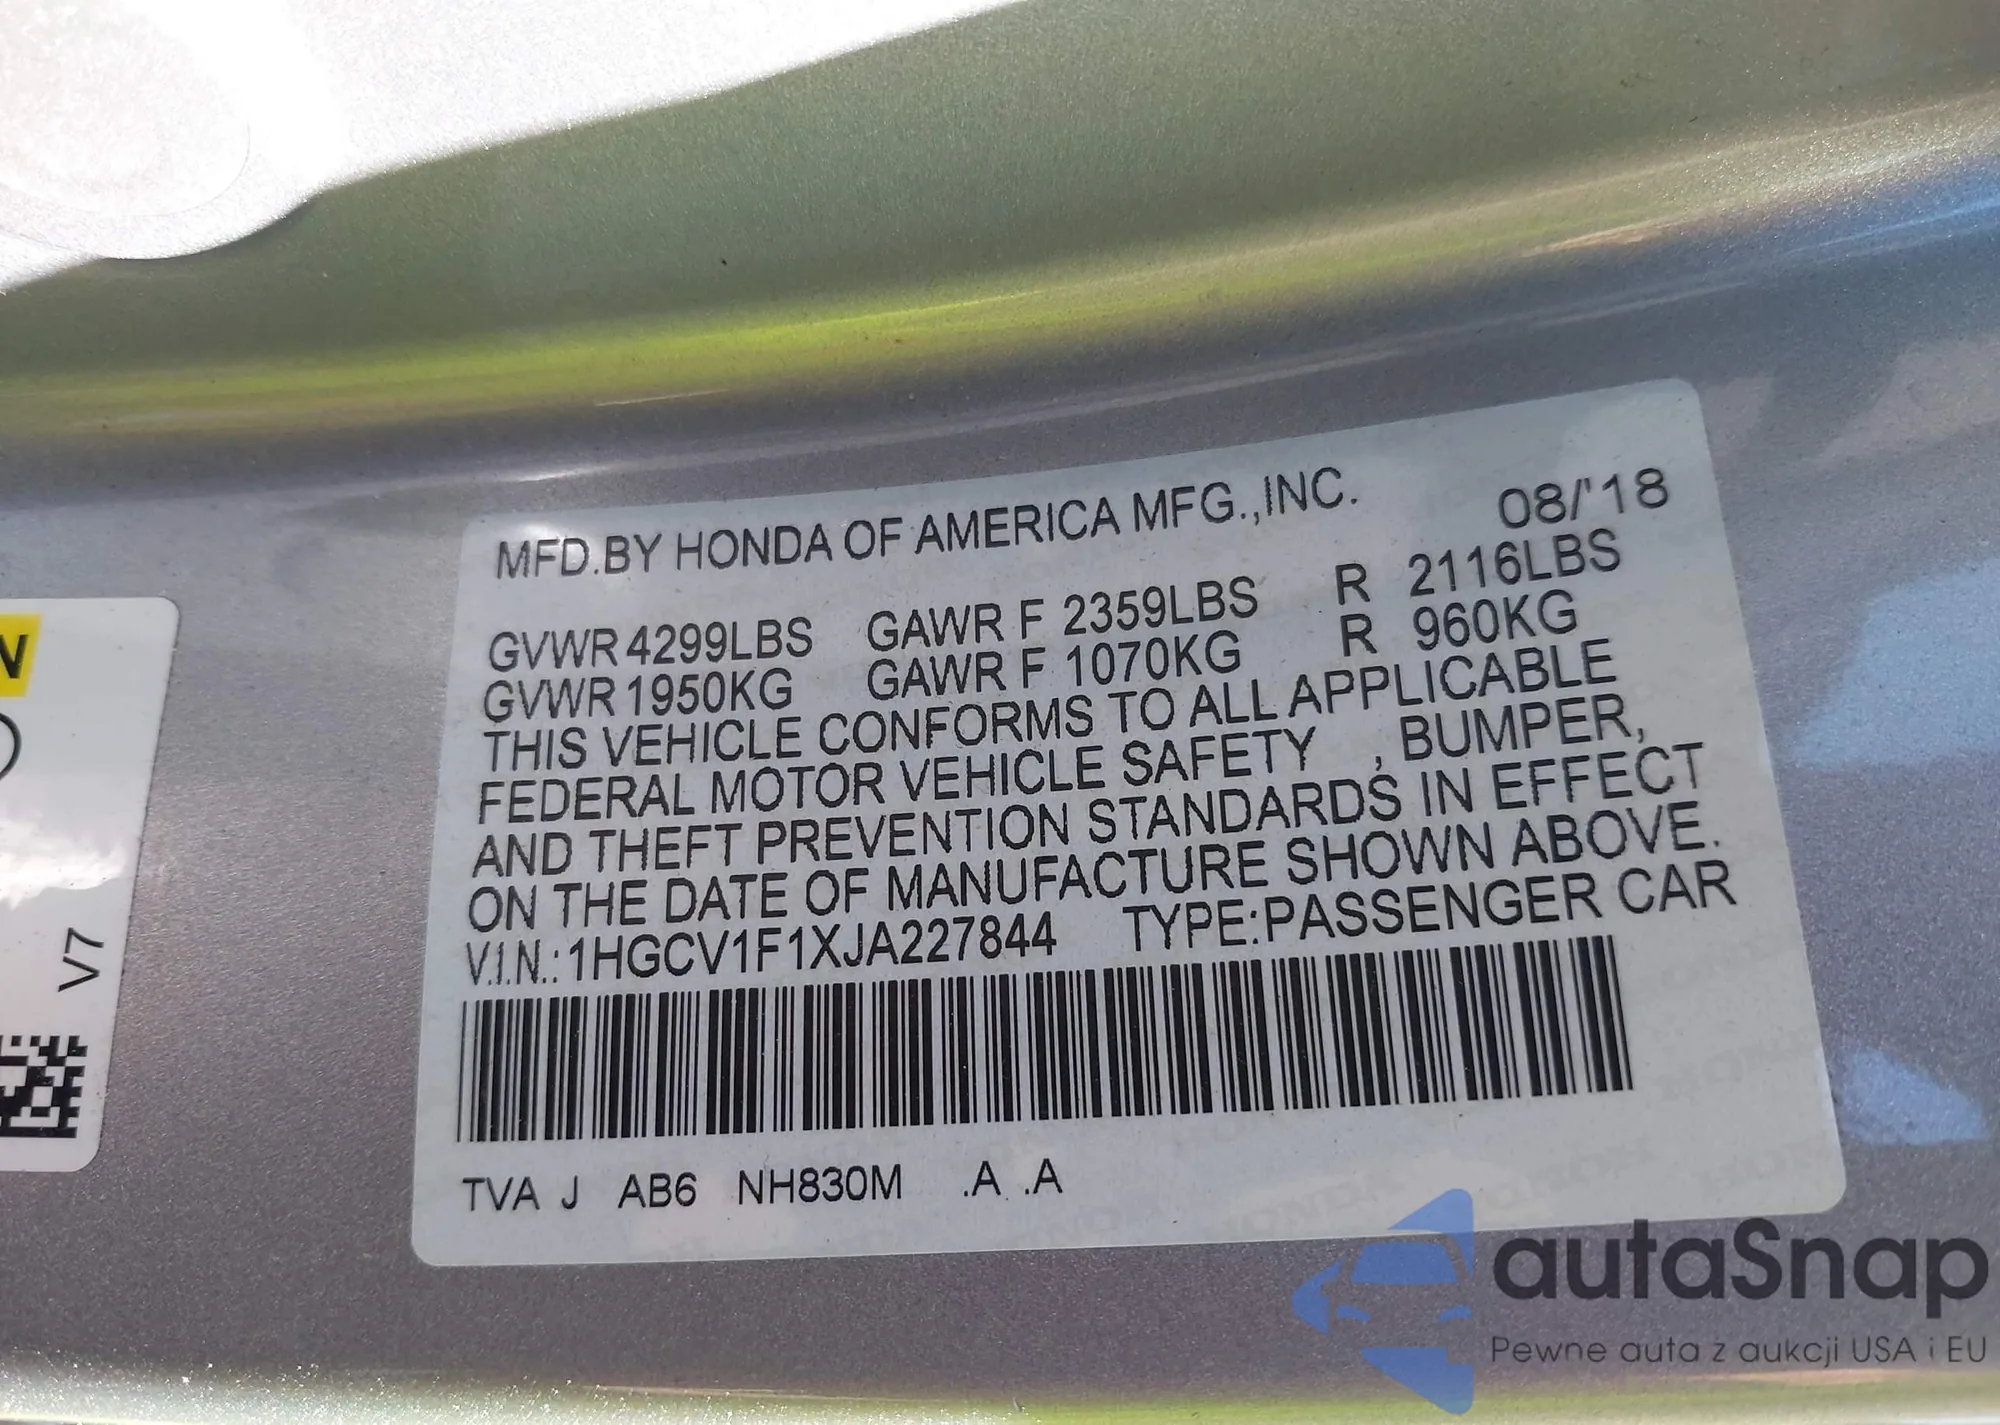 MFD.BY HONDA OF AMERICA MFG.,INC. 08/'18
GVWR 4299LBS GAWR F 2359LBS R 2116LBS
GVWR 1950KG GAWR F 1070KG R 960KG
THIS VEHICLE CONFORMS TO ALL APPLICABLE
FEDERAL MOTOR VEHICLE SAFETY , BUMPER,
AND THEFT PREVENTION STANDARDS IN EFFECT
ON THE DATE OF MANUFACTURE SHOWN ABOVE.
V.I.N.: 1HGCV1F1XJA227844 TYPE:PASSENGER CAR
TVA J AB6 NH830M .A .A
N
V7
autaSnap
Pewne auta z aukcji USA i EU